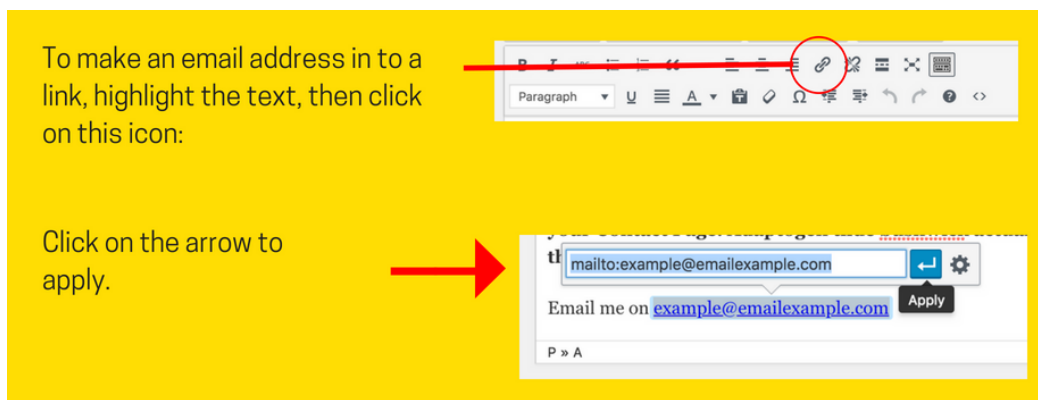 To make an email address in to a
link, highlight the text, then click
on this icon:
B I ABC
Paragraph U A Ω
Click on the arrow to
apply.
mailto:example@emailexample.com
Apply
Email me on example@emailexample.com
P » A